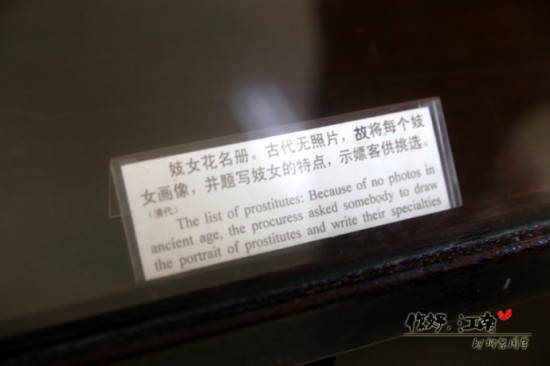 妓女花名册。古代无照片，故将每个妓
女画像，并题写妓女的特点，示嫖客供挑选。
（清代）
The list of prostitutes: Because of no photos in
ancient age, the procuress asked somebody to draw
the portrait of prostitutes and write their specialties
你好，江南